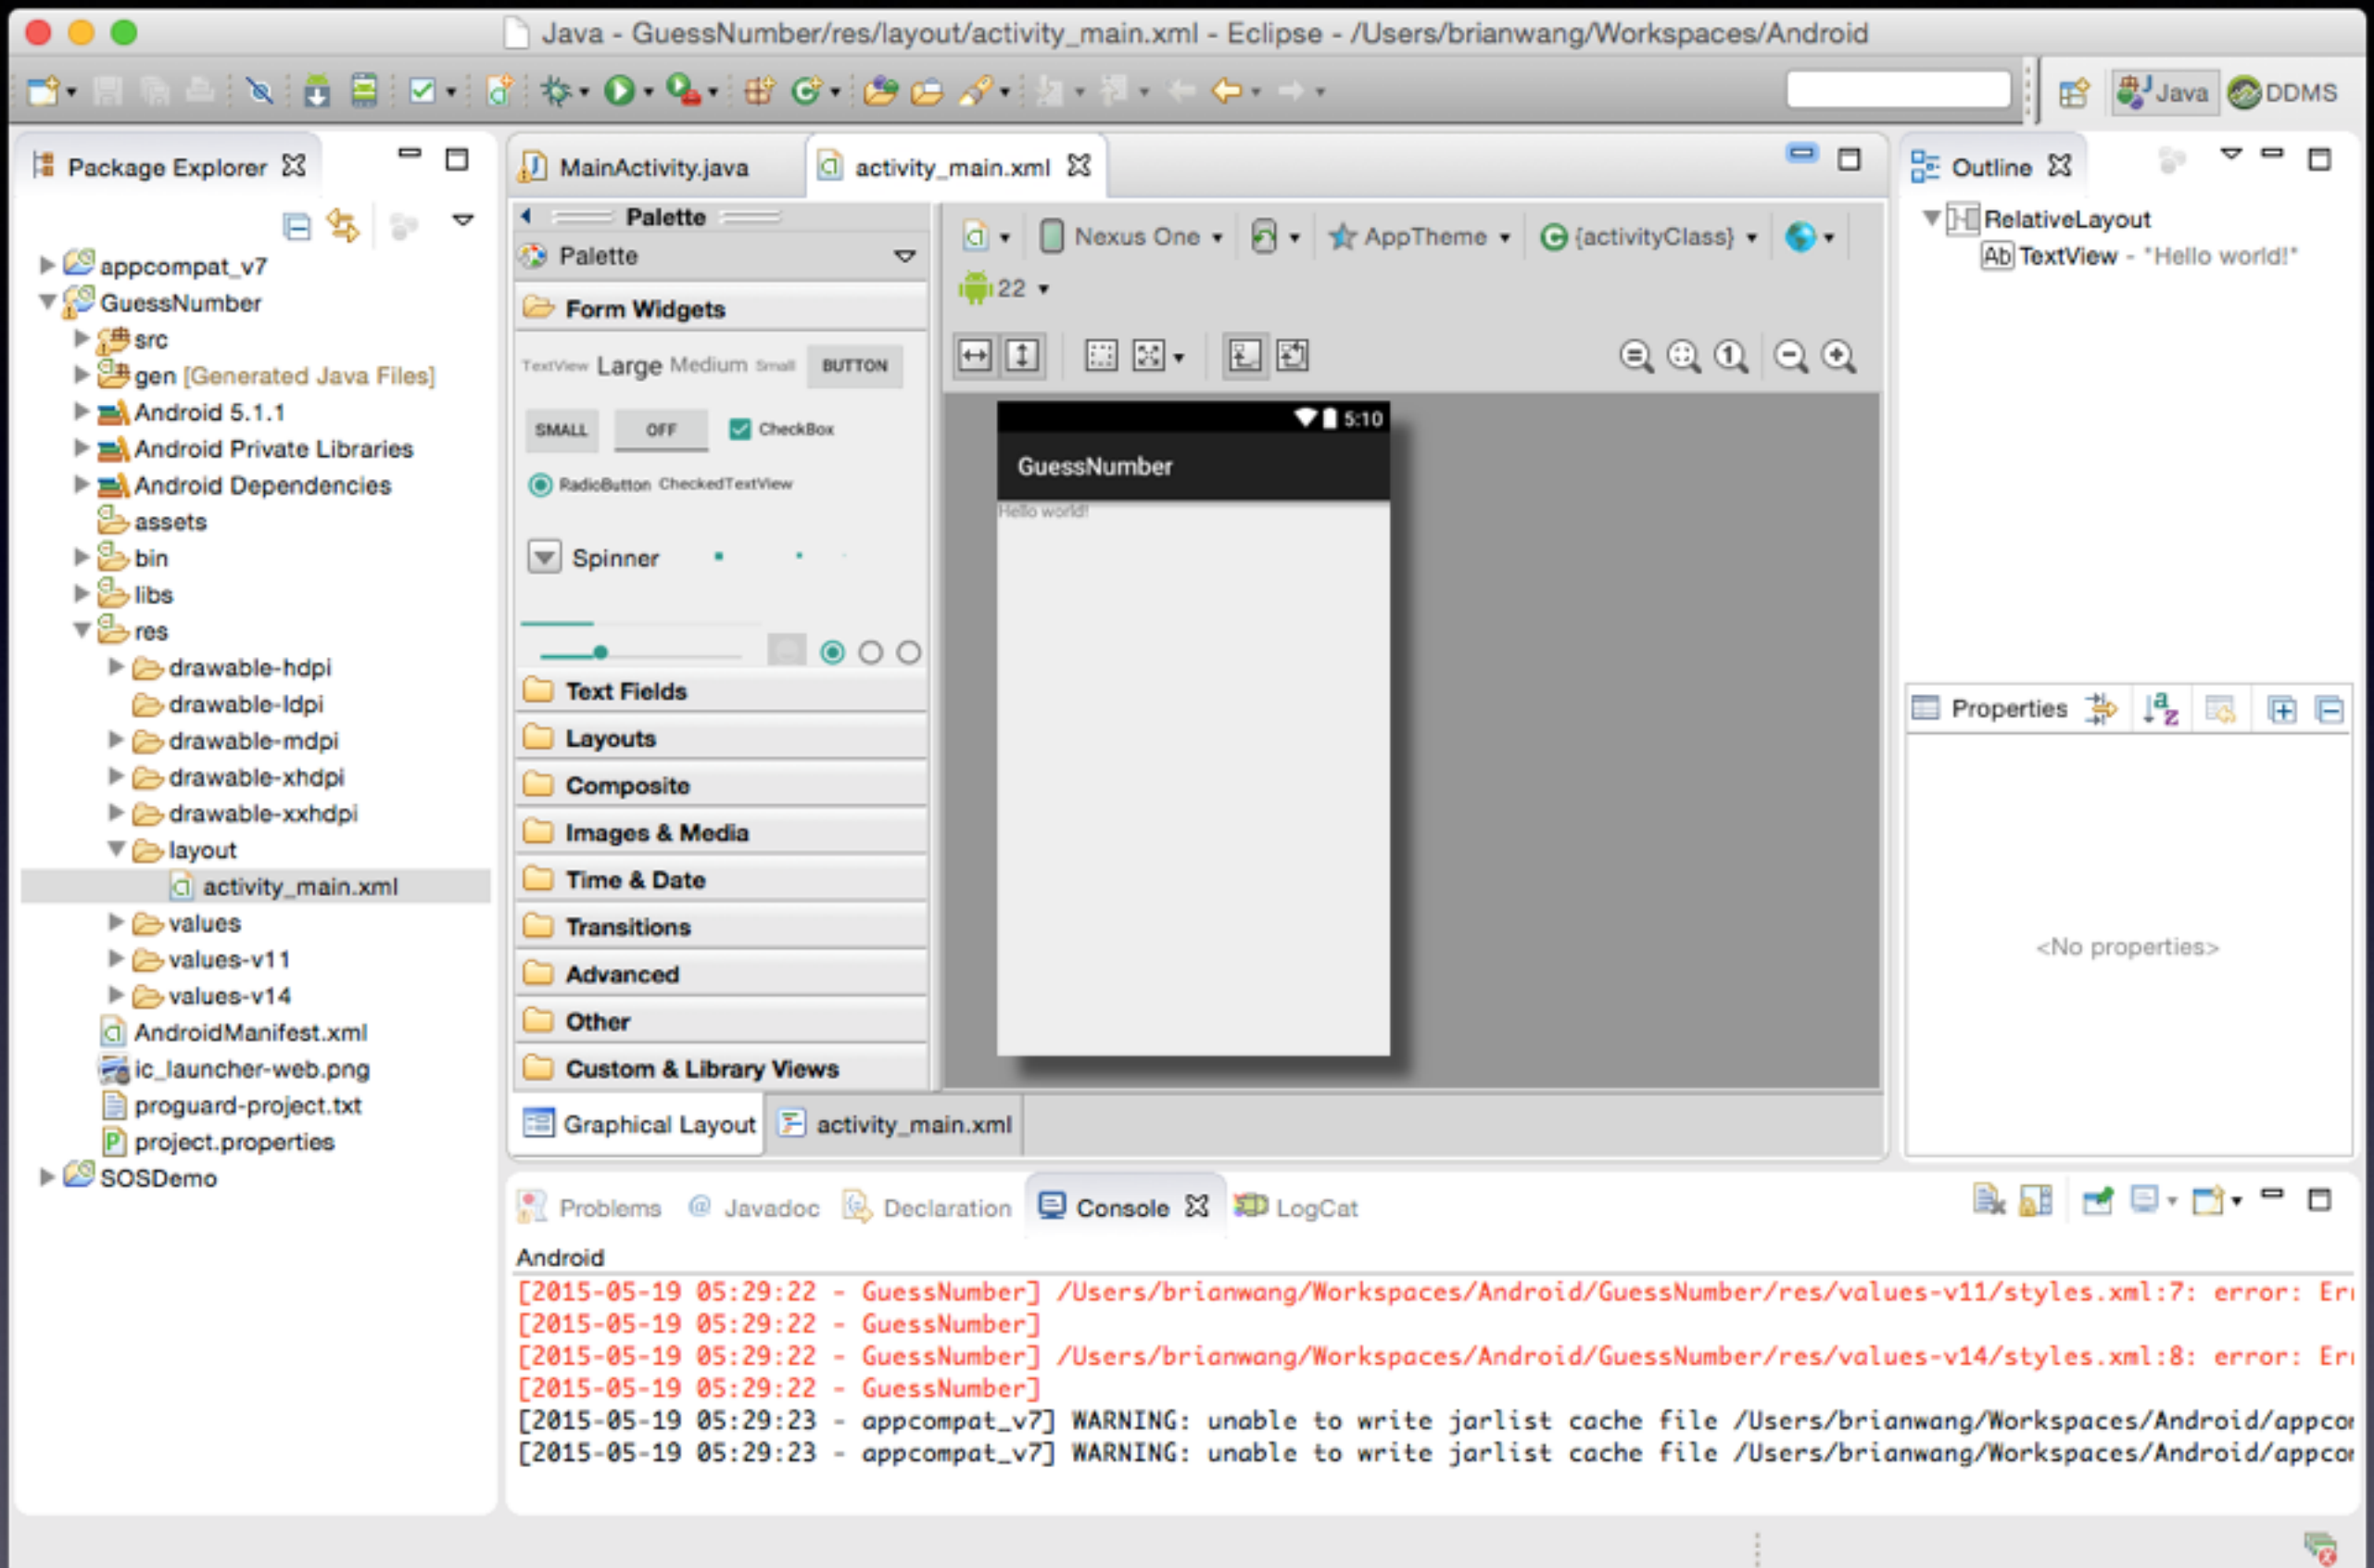 Java - GuessNumber/res/layout/activity_main.xml - Eclipse - /Users/brianwang/Workspaces/Android
Java
DDMS
Package Explorer
appcompat_v7
GuessNumber
src
gen [Generated Java Files]
Android 5.1.1
Android Private Libraries
Android Dependencies
assets
bin
libs
res
drawable-hdpi
drawable-ldpi
drawable-mdpi
drawable-xhdpi
drawable-xxhdpi
layout
activity_main.xml
values
values-v11
values-v14
AndroidManifest.xml
ic_launcher-web.png
proguard-project.txt
project.properties
SOSDemo
MainActivity.java
activity_main.xml
Palette
Palette
Form Widgets
TextView Large Medium Small BUTTON
SMALL OFF CheckBox
RadioButton CheckedTextView
Spinner
Text Fields
Layouts
Composite
Images & Media
Time & Date
Transitions
Advanced
Other
Custom & Library Views
Nexus One
AppTheme
{activityClass}
22
5:10
GuessNumber
Hello world!
Graphical Layout
activity_main.xml
Outline
RelativeLayout
Ab TextView - "Hello world!"
Properties
<No properties>
Problems
@ Javadoc
Declaration
Console
LogCat
Android
[2015-05-19 05:29:22 - GuessNumber] /Users/brianwang/Workspaces/Android/GuessNumber/res/values-v11/styles.xml:7: error:
[2015-05-19 05:29:22 - GuessNumber]
[2015-05-19 05:29:22 - GuessNumber] /Users/brianwang/Workspaces/Android/GuessNumber/res/values-v14/styles.xml:8: error:
[2015-05-19 05:29:22 - GuessNumber]
[2015-05-19 05:29:23 - appcompat_v7] WARNING: unable to write jarlist cache file /Users/brianwang/Workspaces/Android/appco
[2015-05-19 05:29:23 - appcompat_v7] WARNING: unable to write jarlist cache file /Users/brianwang/Workspaces/Android/appco